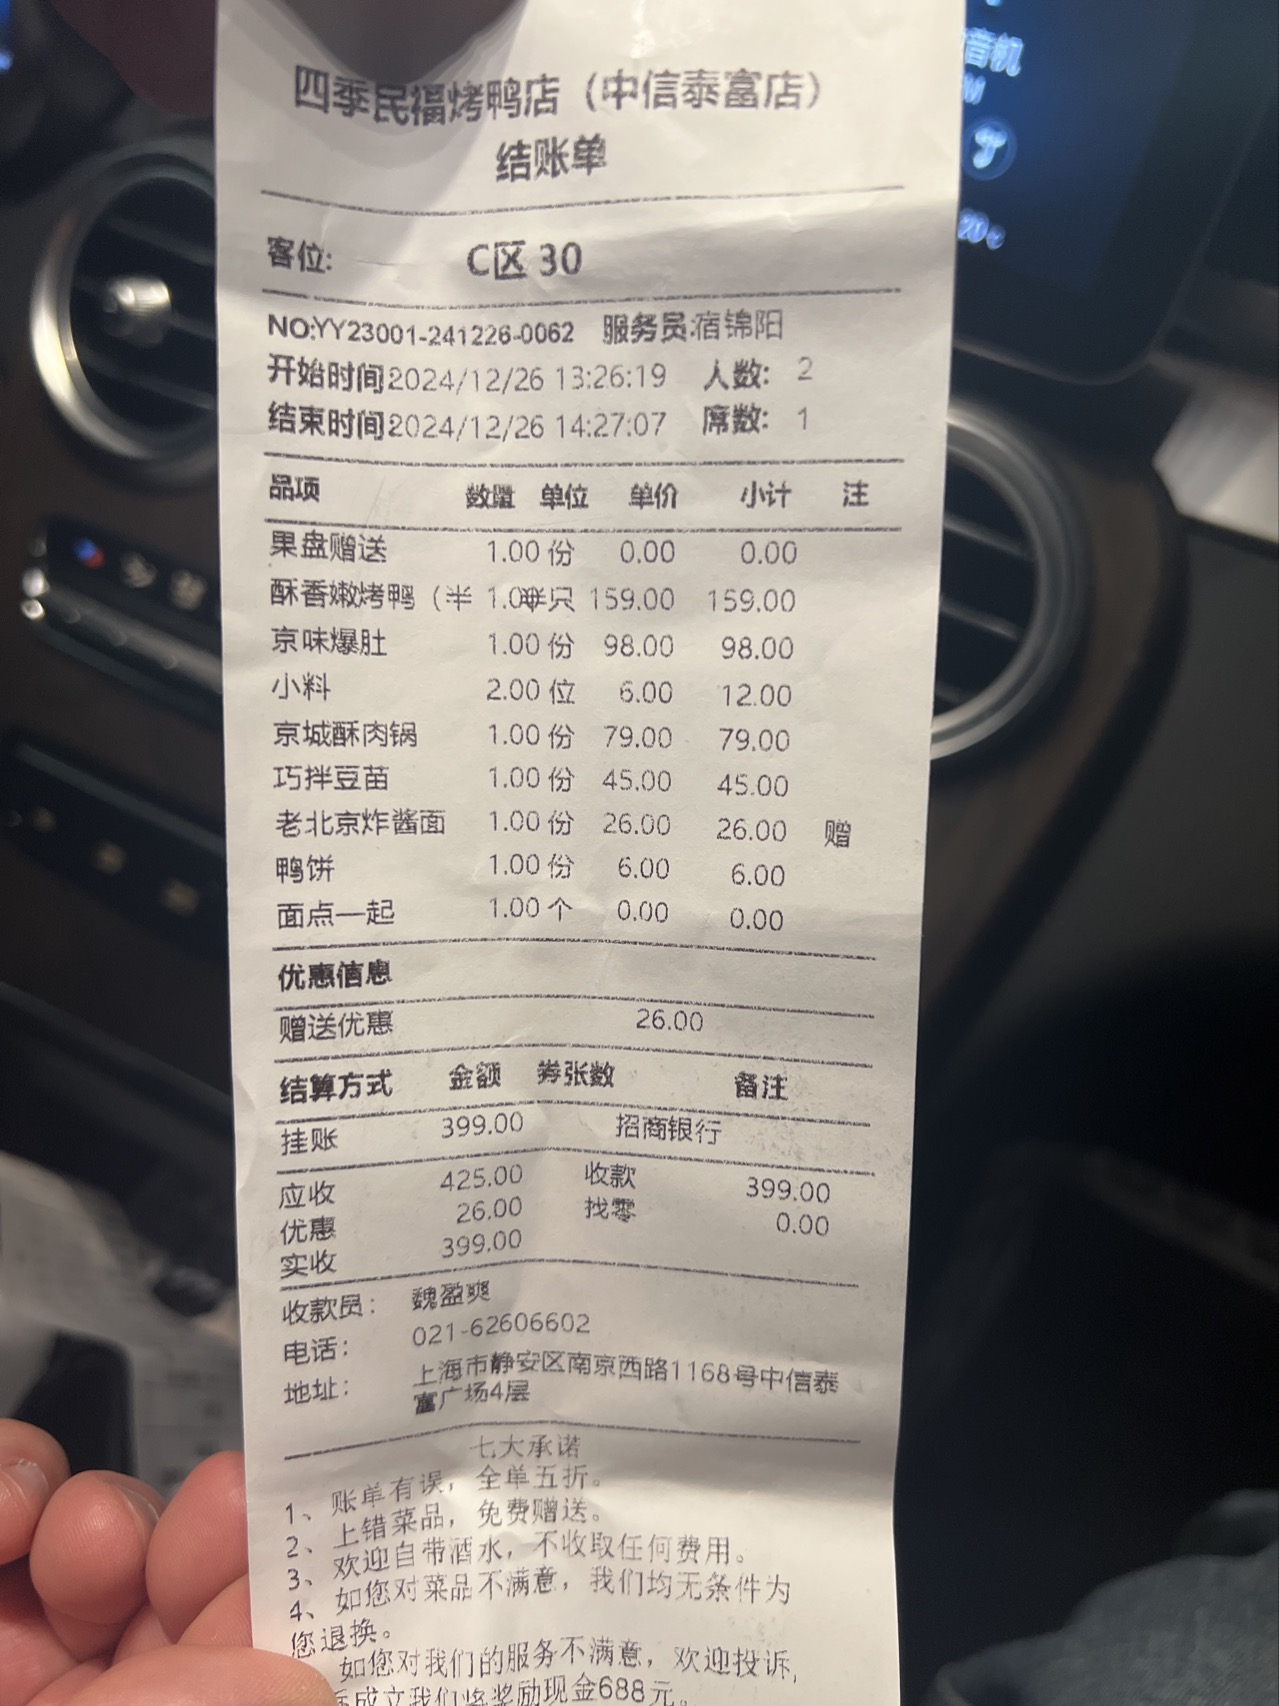 四季民福烤鸭店（中信泰富店）
结账单
客位: C区 30
NO:YY23001-241226-0062 服务员:宿锦阳
开始时间2024/12/26 13:26:19 人数: 2
结束时间2024/12/26 14:27:07 席数: 1
品项 数量 单位 单价 小计 注
果盘赠送 1.00 份 0.00 0.00
酥香嫩烤鸭（半 1.00半只 159.00 159.00
京味爆肚 1.00 份 98.00 98.00
小料 2.00 位 6.00 12.00
京城酥肉锅 1.00 份 79.00 79.00
巧拌豆苗 1.00 份 45.00 45.00
老北京炸酱面 1.00 份 26.00 26.00 赠
鸭饼 1.00 份 6.00 6.00
面点一起 1.00 个 0.00 0.00
优惠信息
赠送优惠 26.00
结算方式 金额 券张数 备注
挂账 399.00 招商银行
应收 425.00 收款 399.00
优惠 26.00 找零 0.00
实收 399.00
收款员： 魏盈爽
电话： 021-62606602
地址： 上海市静安区南京西路1168号中信泰
富广场4层
七大承诺
1、账单有误，全单五折。
2、上错菜品，免费赠送。
3、欢迎自带酒水，不收取任何费用。
4、如您对菜品不满意，我们均无条件为
您退换。
如您对我们的服务不满意，欢迎投诉，
成立我们将奖励现金688元。
音机
20